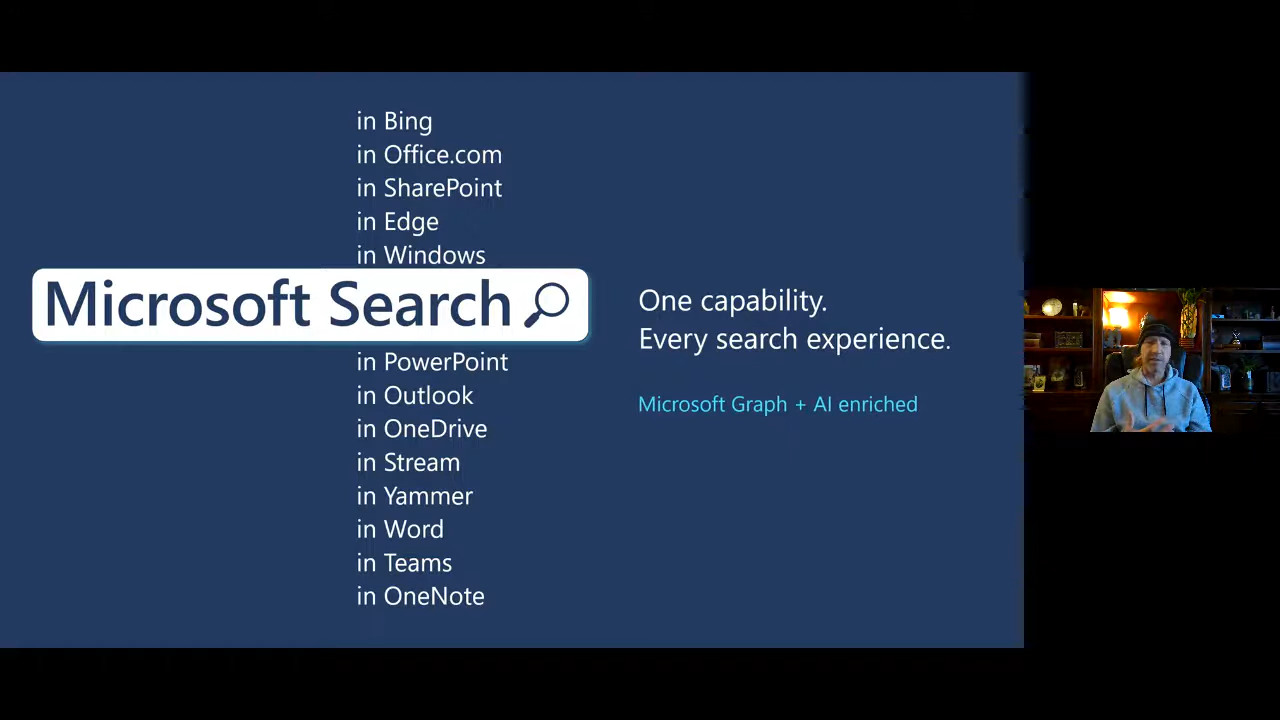 in Bing
in Office.com
in SharePoint
in Edge
in Windows
Microsoft Search
in PowerPoint
in Outlook
in OneDrive
in Stream
in Yammer
in Word
in Teams
in OneNote
One capability.
Every search experience.
Microsoft Graph + AI enriched